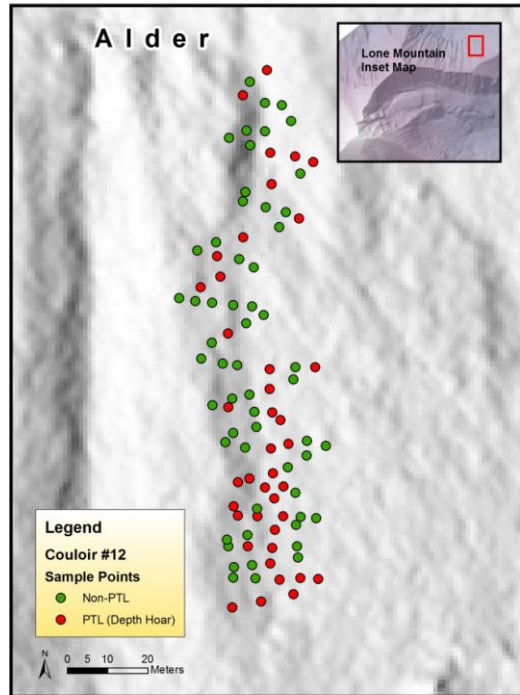 Alder
Lone Mountain
Inset Map
Legend
Couloir #12
Sample Points
Non-PTL
PTL (Depth Hoar)
N
0 5 10 20
Meters